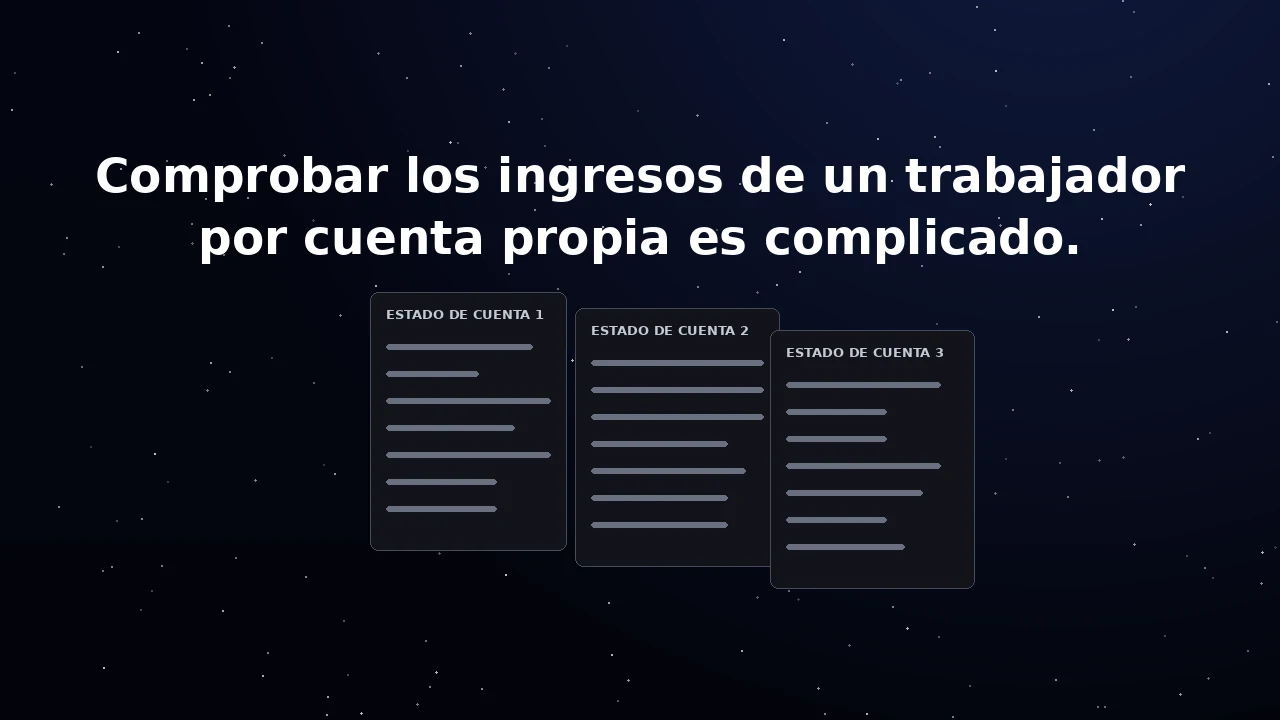 Comprobar los ingresos de un trabajador
por cuenta propia es complicado.
ESTADO DE CUENTA 1
ESTADO DE CUENTA 2
ESTADO DE CUENTA 3